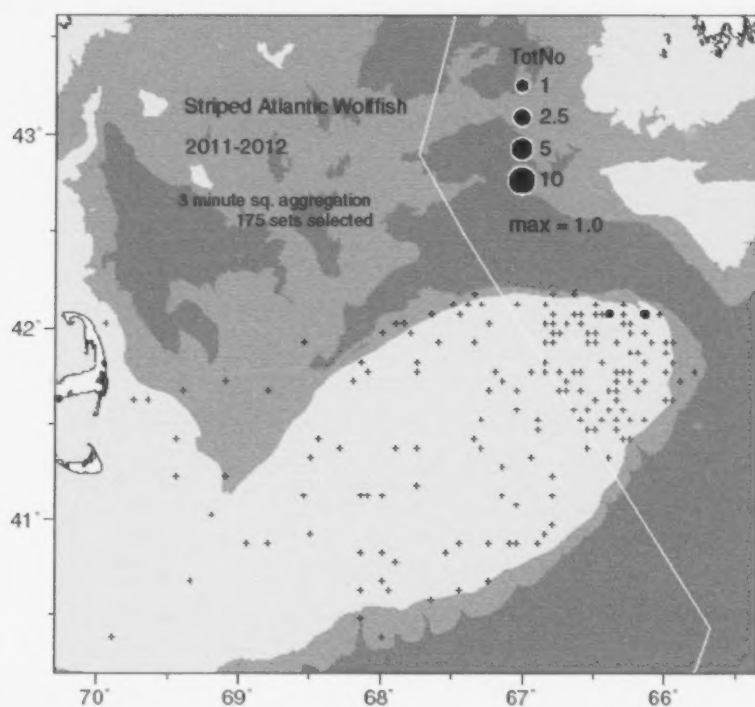 TotNo
1
2.5
5
10
max = 1.0
Striped Atlantic Wolffish
2011-2012
3 minute sq. aggregation
175 sets selected
43°
42°
41°
70°
69°
68°
67°
66°